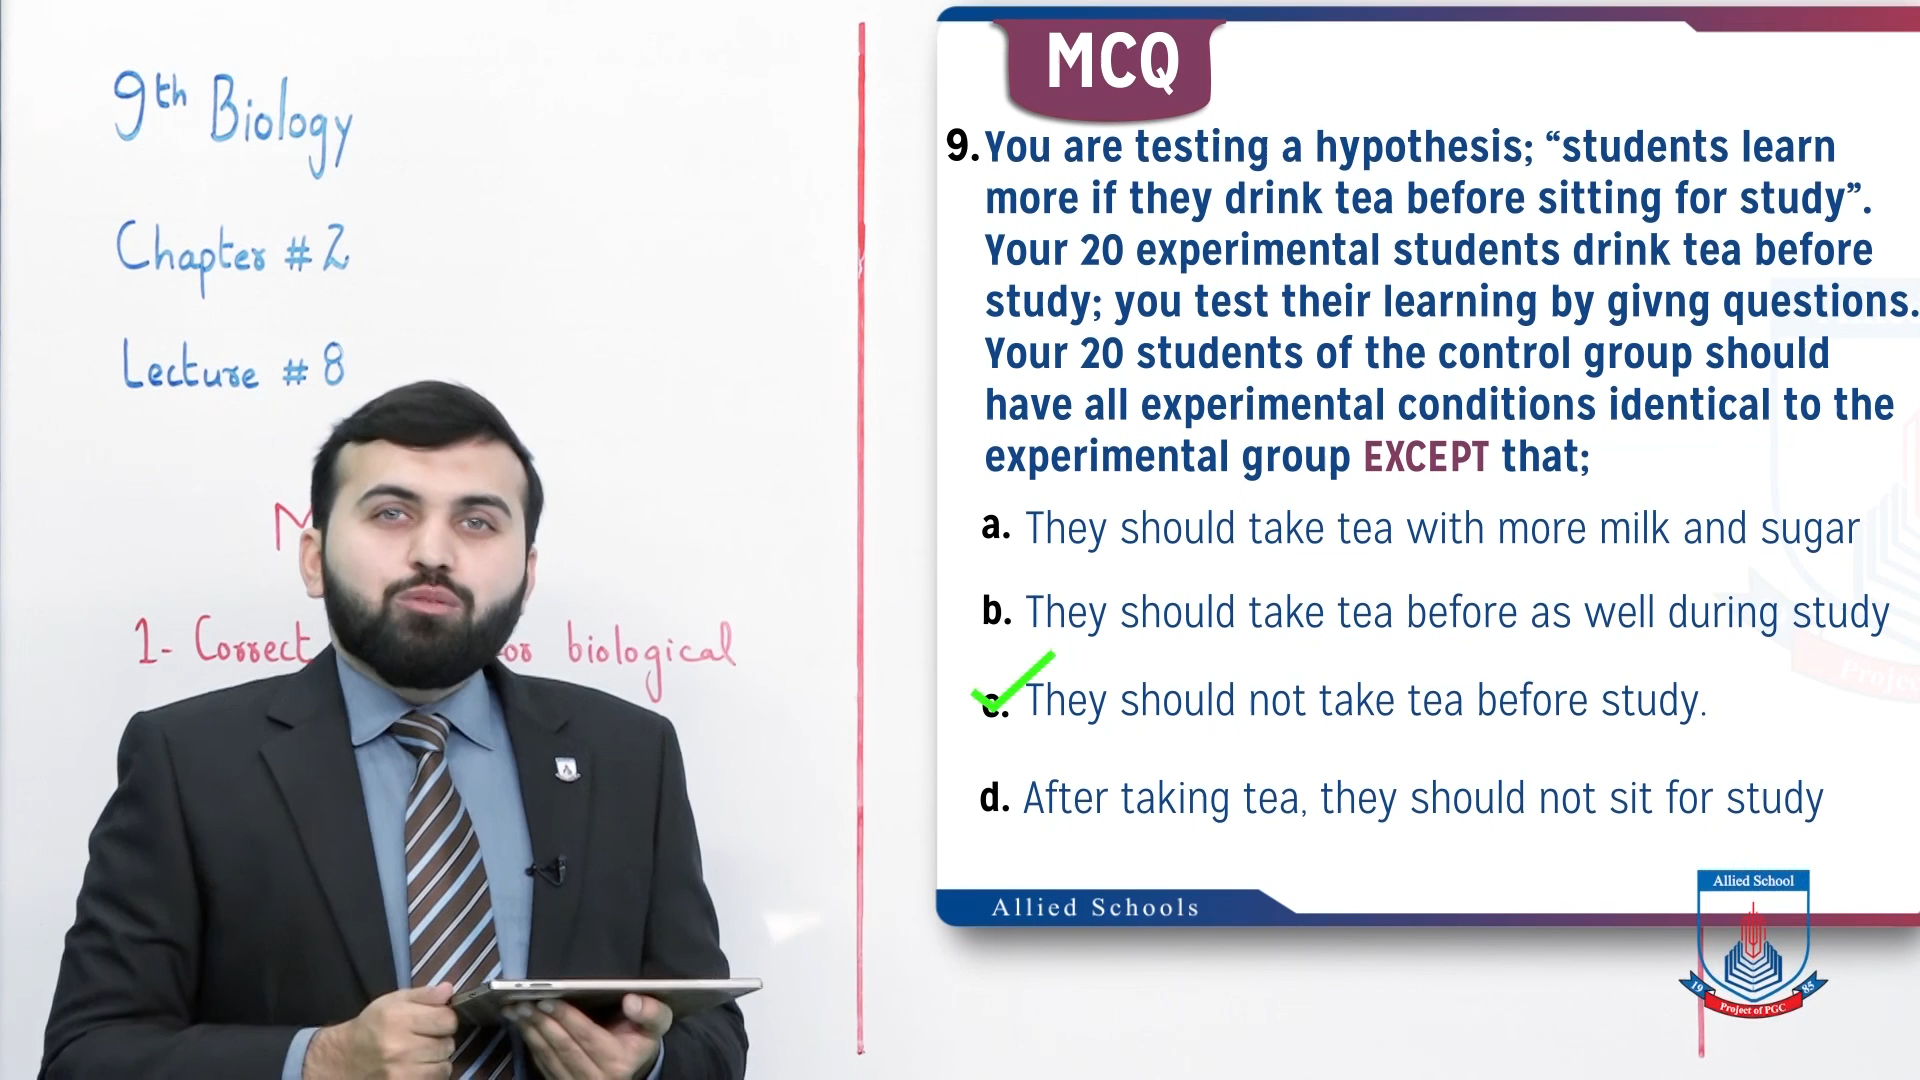 9th Biology
Chapter # 2
Lecture # 8
1- Correct or biological
MCQ
9. You are testing a hypothesis; “students learn
more if they drink tea before sitting for study”.
Your 20 experimental students drink tea before
study; you test their learning by givng questions.
Your 20 students of the control group should
have all experimental conditions identical to the
experimental group EXCEPT that;
a. They should take tea with more milk and sugar
b. They should take tea before as well during study
c. They should not take tea before study.
d. After taking tea, they should not sit for study
Allied Schools
Allied School
19 85
Project of PGC